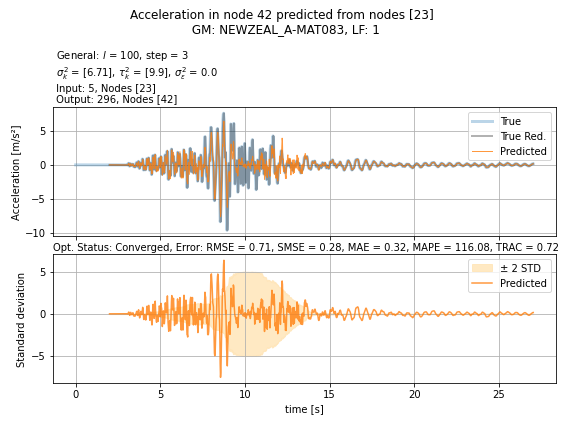 Acceleration in node 42 predicted from nodes [23]
GM: NEWZEAL_A-MAT083, LF: 1
General: l = 100, step = 3
σ²ₖ = [6.71], τ²ₖ = [9.9], σ²ε = 0.0
Input: 5, Nodes [23]
Output: 296, Nodes [42]
True
True Red.
Predicted
5
0
−5
−10
Acceleration [m/s²]
Opt. Status: Converged, Error: RMSE = 0.71, SMSE = 0.28, MAE = 0.32, MAPE = 116.08, TRAC = 0.72
± 2 STD
Predicted
5
0
−5
Standard deviation
0 5 10 15 20 25
time [s]